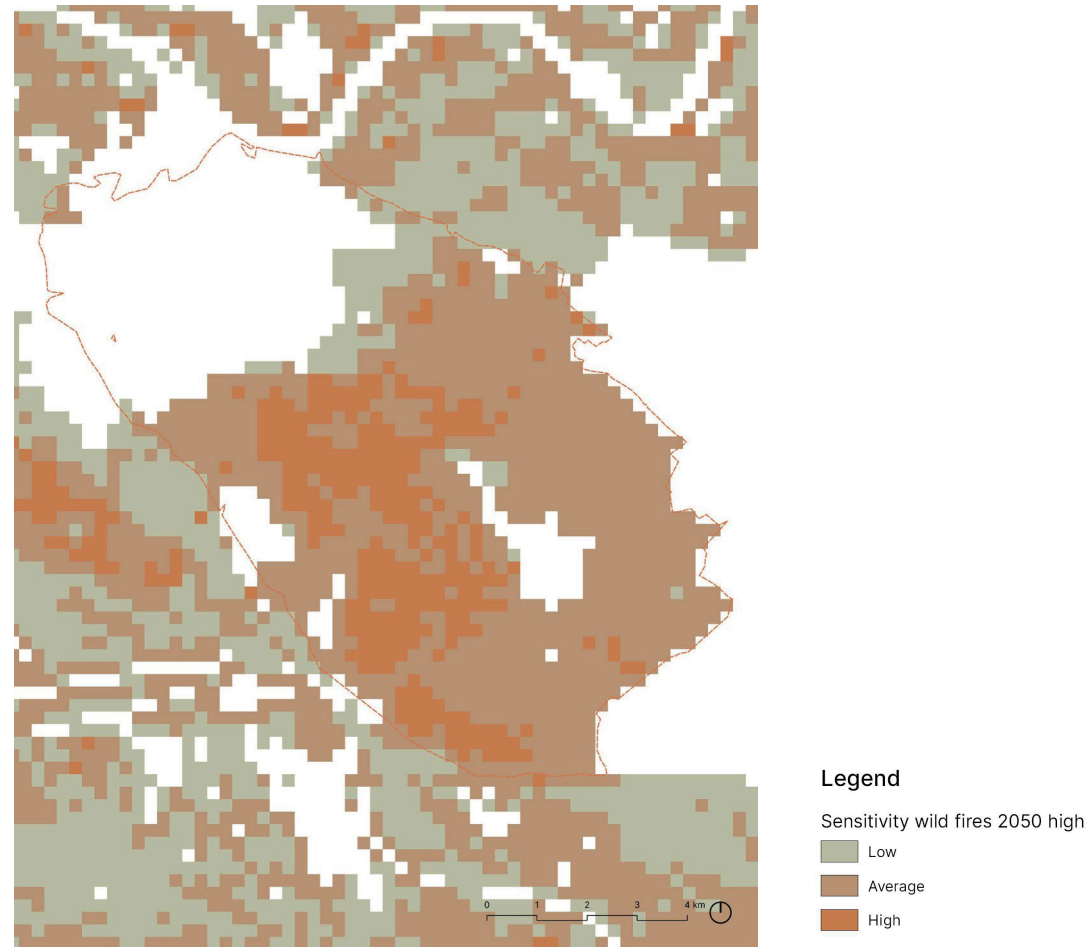 Legend
Sensitivity wild fires 2050 high
Low
Average
High
0 1 2 3 4 km